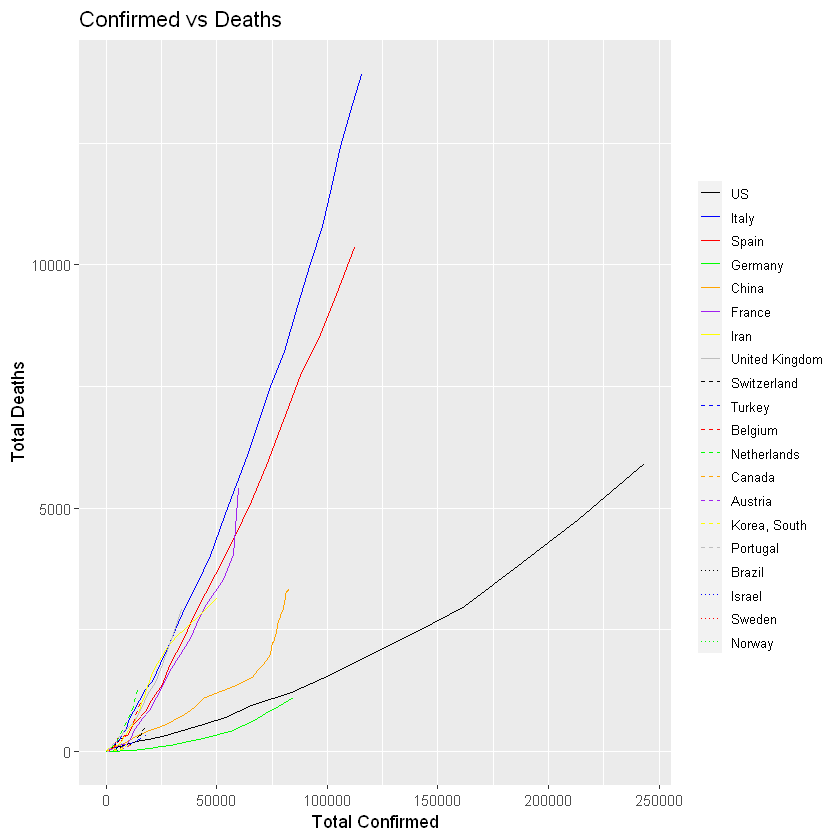 Confirmed vs Deaths
10000
5000
0
Total Deaths
0
50000
100000
150000
200000
250000
Total Confirmed
US
Italy
Spain
Germany
China
France
Iran
United Kingdom
Switzerland
Turkey
Belgium
Netherlands
Canada
Austria
Korea, South
Portugal
Brazil
Israel
Sweden
Norway